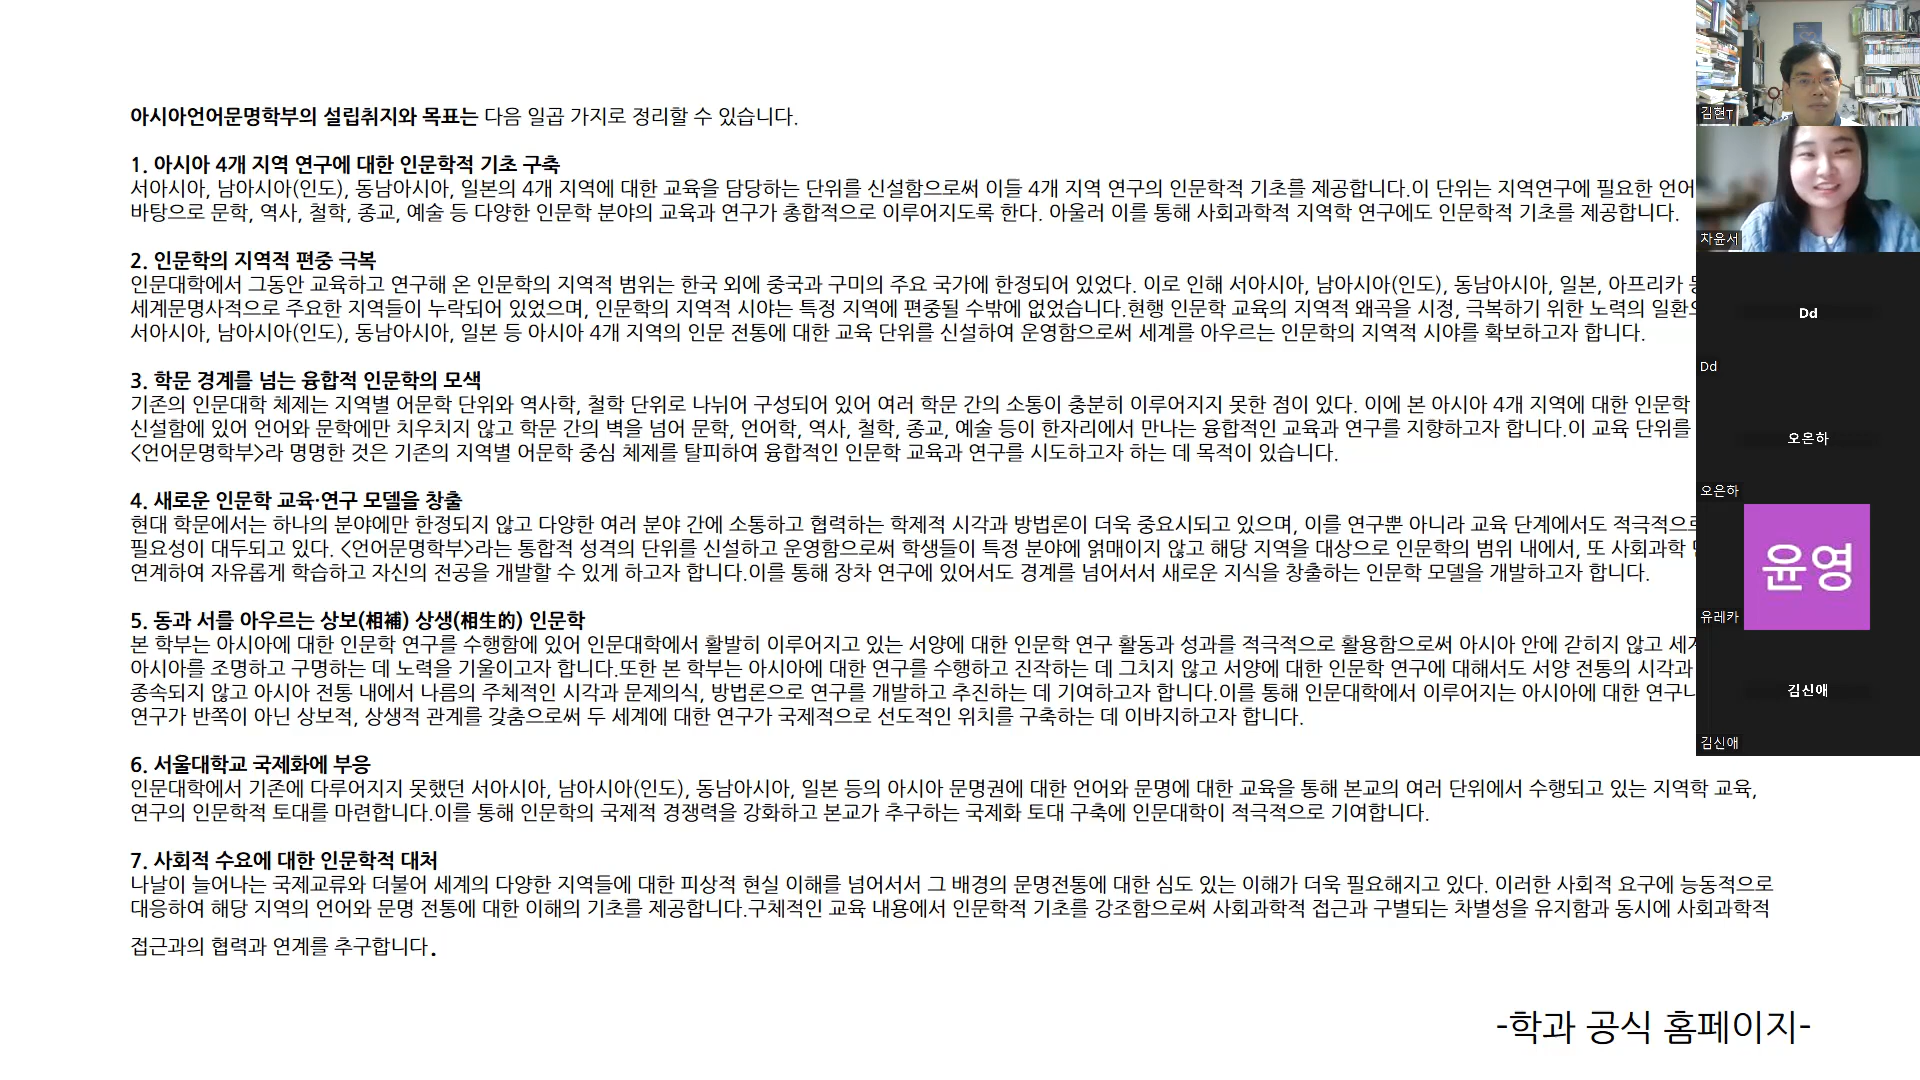 아시아언어문명학부의 설립취지와 목표는 다음 일곱 가지로 정리할 수 있습니다.
1. 아시아 4개 지역 연구에 대한 인문학적 기초 구축
서아시아, 남아시아(인도), 동남아시아, 일본의 4개 지역에 대한 교육을 담당하는 단위를 신설함으로써 이들 4개 지역 연구의 인문학적 기초를 제공합니다.이 단위는 지역연구에 필요한 언어
바탕으로 문학, 역사, 철학, 종교, 예술 등 다양한 인문학 분야의 교육과 연구가 총합적으로 이루어지도록 한다. 아울러 이를 통해 사회과학적 지역학 연구에도 인문학적 기초를 제공합니다.
2. 인문학의 지역적 편중 극복
인문대학에서 그동안 교육하고 연구해 온 인문학의 지역적 범위는 한국 외에 중국과 구미의 주요 국가에 한정되어 있었다. 이로 인해 서아시아, 남아시아(인도), 동남아시아, 일본, 아프리카
세계문명사적으로 주요한 지역들이 누락되어 있었으며, 인문학의 지역적 시야는 특정 지역에 편중될 수밖에 없었습니다.현행 인문학 교육의 지역적 왜곡을 시정, 극복하기 위한 노력의
서아시아, 남아시아(인도), 동남아시아, 일본 등 아시아 4개 지역의 인문 전통에 대한 교육 단위를 신설하여 운영함으로써 세계를 아우르는 인문학의 지역적 시야를 확보하고자 합니다.
3. 학문 경계를 넘는 융합적 인문학의 모색
기존의 인문대학 체제는 지역별 어문학 단위와 역사학, 철학 단위로 나뉘어 구성되어 있어 여러 학문 간의 소통이 충분히 이루어지지 못한 점이 있다. 이에 본 아시아 4개 지역에 대한 인문학
신설함에 있어 언어와 문학에만 치우치지 않고 학문 간의 벽을 넘어 문학, 언어학, 역사, 철학, 종교, 예술 등이 한자리에서 만나는 융합적인 교육과 연구를 지향하고자 합니다.이 교육 단위를
<언어문명학부>라 명명한 것은 기존의 지역별 어문학 중심 체제를 탈피하여 융합적인 인문학 교육과 연구를 시도하고자 하는 데 목적이 있습니다.
4. 새로운 인문학 교육·연구 모델을 창출
현대 학문에서는 하나의 분야에만 한정되지 않고 다양한 여러 분야 간에 소통하고 협력하는 학제적 시각과 방법론이 더욱 중요시되고 있으며, 이를 연구뿐 아니라 교육 단계에서도
필요성이 대두되고 있다. <언어문명학부>라는 통합적 성격의 단위를 신설하고 운영함으로써 학생들이 특정 분야에 얽매이지 않고 해당 지역을 대상으로 인문학의 범위 내에서, 또 사회과학
연계하여 자유롭게 학습하고 자신의 전공을 개발할 수 있게 하고자 합니다.이를 통해 장차 연구에 있어서도 경계를 넘어서서 새로운 지식을 창출하는 인문학 모델을 개발하고자 합니다.
5. 동과 서를 아우르는 상보(相補) 상생(相生的) 인문학
본 학부는 아시아에 대한 인문학 연구를 수행함에 있어 인문대학에서 활발히 이루어지고 있는 서양에 대한 인문학 연구 활동과 성과를 적극적으로 활용함으로써 아시아 안에 갇히지 않고
아시아를 조명하고 구명하는 데 노력을 기울이고자 합니다.또한 본 학부는 아시아에 대한 연구를 수행하고 진작하는 데 그치지 않고 서양에 대한 인문학 연구에 대해서도 서양 전통의 시각과
종속되지 않고 아시아 전통 내에서 나름의 주체적인 시각과 문제의식, 방법론으로 연구를 개발하고 추진하는 데 기여하고자 합니다.이를 통해 인문대학에서 이루어지는 아시아에 대한
연구가 반쪽이 아닌 상보적, 상생적 관계를 갖춤으로써 두 세계에 대한 연구가 국제적으로 선도적인 위치를 구축하는 데 이바지하고자 합니다.
6. 서울대학교 국제화에 부응
인문대학에서 기존에 다루어지지 못했던 서아시아, 남아시아(인도), 동남아시아, 일본 등의 아시아 문명권에 대한 언어와 문명에 대한 교육을 통해 본교의 여러 단위에서 수행되고 있는 지역학 교육,
연구의 인문학적 토대를 마련합니다.이를 통해 인문학의 국제적 경쟁력을 강화하고 본교가 추구하는 국제화 토대 구축에 인문대학이 적극적으로 기여합니다.
7. 사회적 수요에 대한 인문학적 대처
나날이 늘어나는 국제교류와 더불어 세계의 다양한 지역들에 대한 피상적 현실 이해를 넘어서서 그 배경의 문명전통에 대한 심도 있는 이해가 더욱 필요해지고 있다. 이러한 사회적 요구에 능동적으로
대응하여 해당 지역의 언어와 문명 전통에 대한 이해의 기초를 제공합니다.구체적인 교육 내용에서 인문학적 기초를 강조함으로써 사회과학적 접근과 구별되는 차별성을 유지함과 동시에 사회과학적
접근과의 협력과 연계를 추구합니다.
-학과 공식 홈페이지-
김현T
차윤서
Dd
Dd
오은하
오은하
윤영
유레카
김신애
김신애